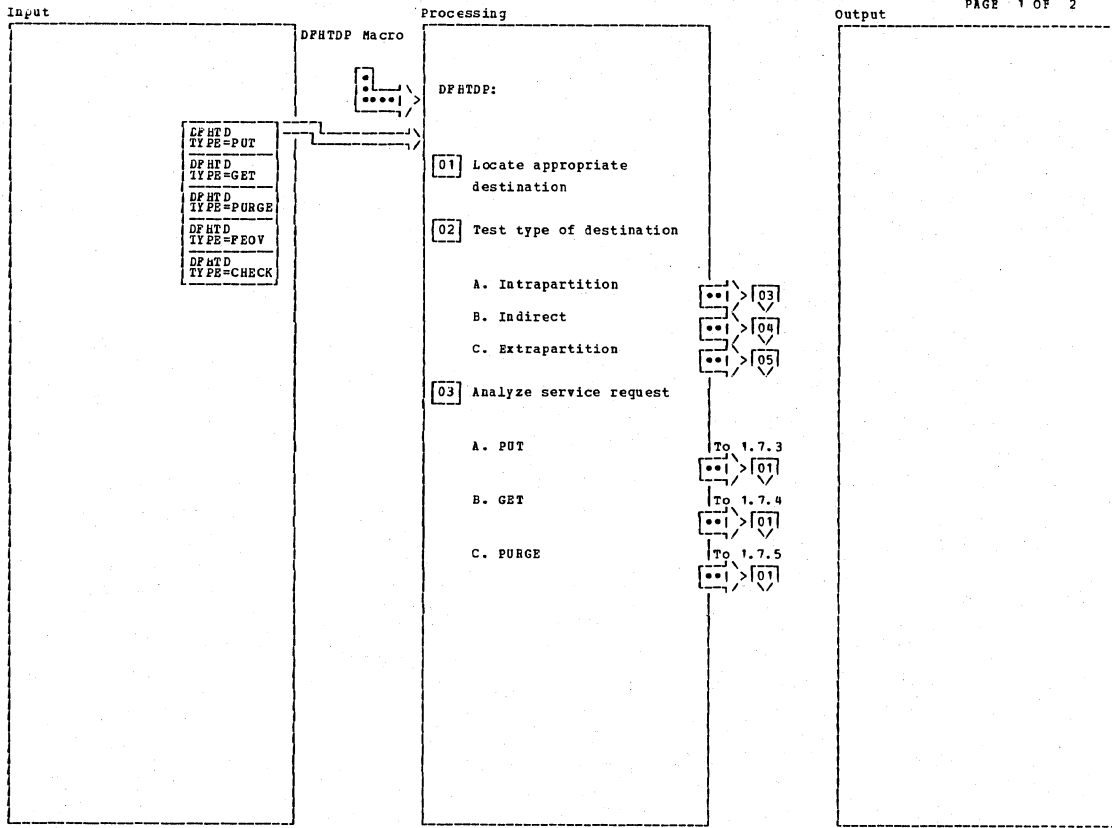 PAGE 1 OF 2
Input
Processing
Output
DFHTDP Macro
DFHTDP:
DFHTD
TYPE=PUT
DFHTD
TYPE=GET
DFHTD
TYPE=PURGE
DFHTD
TYPE=FEOV
DFHTD
TYPE=CHECK
01 Locate appropriate
destination
02 Test type of destination
A. Intrapartition
03
B. Indirect
04
C. Extrapartition
05
03 Analyze service request
A. PUT
To 1.7.3
01
B. GET
To 1.7.4
01
C. PURGE
To 1.7.5
01